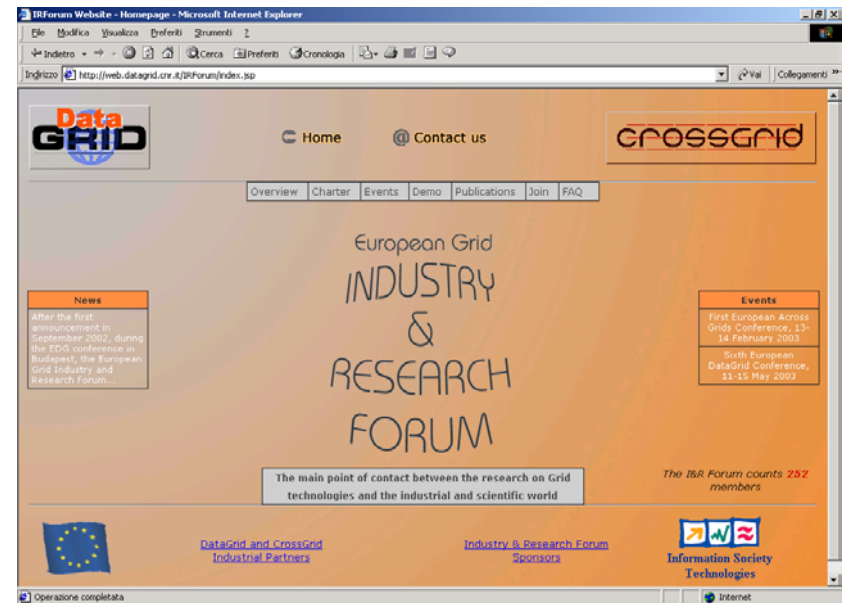 IRForum Website - Homepage - Microsoft Internet Explorer
File Modifica Visualizza Preferiti Strumenti ?
Indietro Cerca Preferiti Cronologia
Indirizzo http://web.datagrid.cnr.it/IRForum/index.jsp Vai Collegamenti »
Data
GRID
Home @ Contact us
crossgrid
Overview Charter Events Demo Publications Join FAQ
European Grid
INDUSTRY
&
RESEARCH
FORUM
News
After the first
announcement in
September 2002, during
the EDG conference in
Budapest, the European
Grid Industry and
Research Forum...
Events
First European Across
Grids Conference, 13-
14 February 2003
Sixth European
DataGrid Conference,
11-15 May 2003
The main point of contact between the research on Grid
technologies and the industrial and scientific world
The I&R Forum counts 252
members
DataGrid and CrossGrid
Industrial Partners
Industry & Research Forum
Sponsors
Information Society
Technologies
Operazione completata Internet